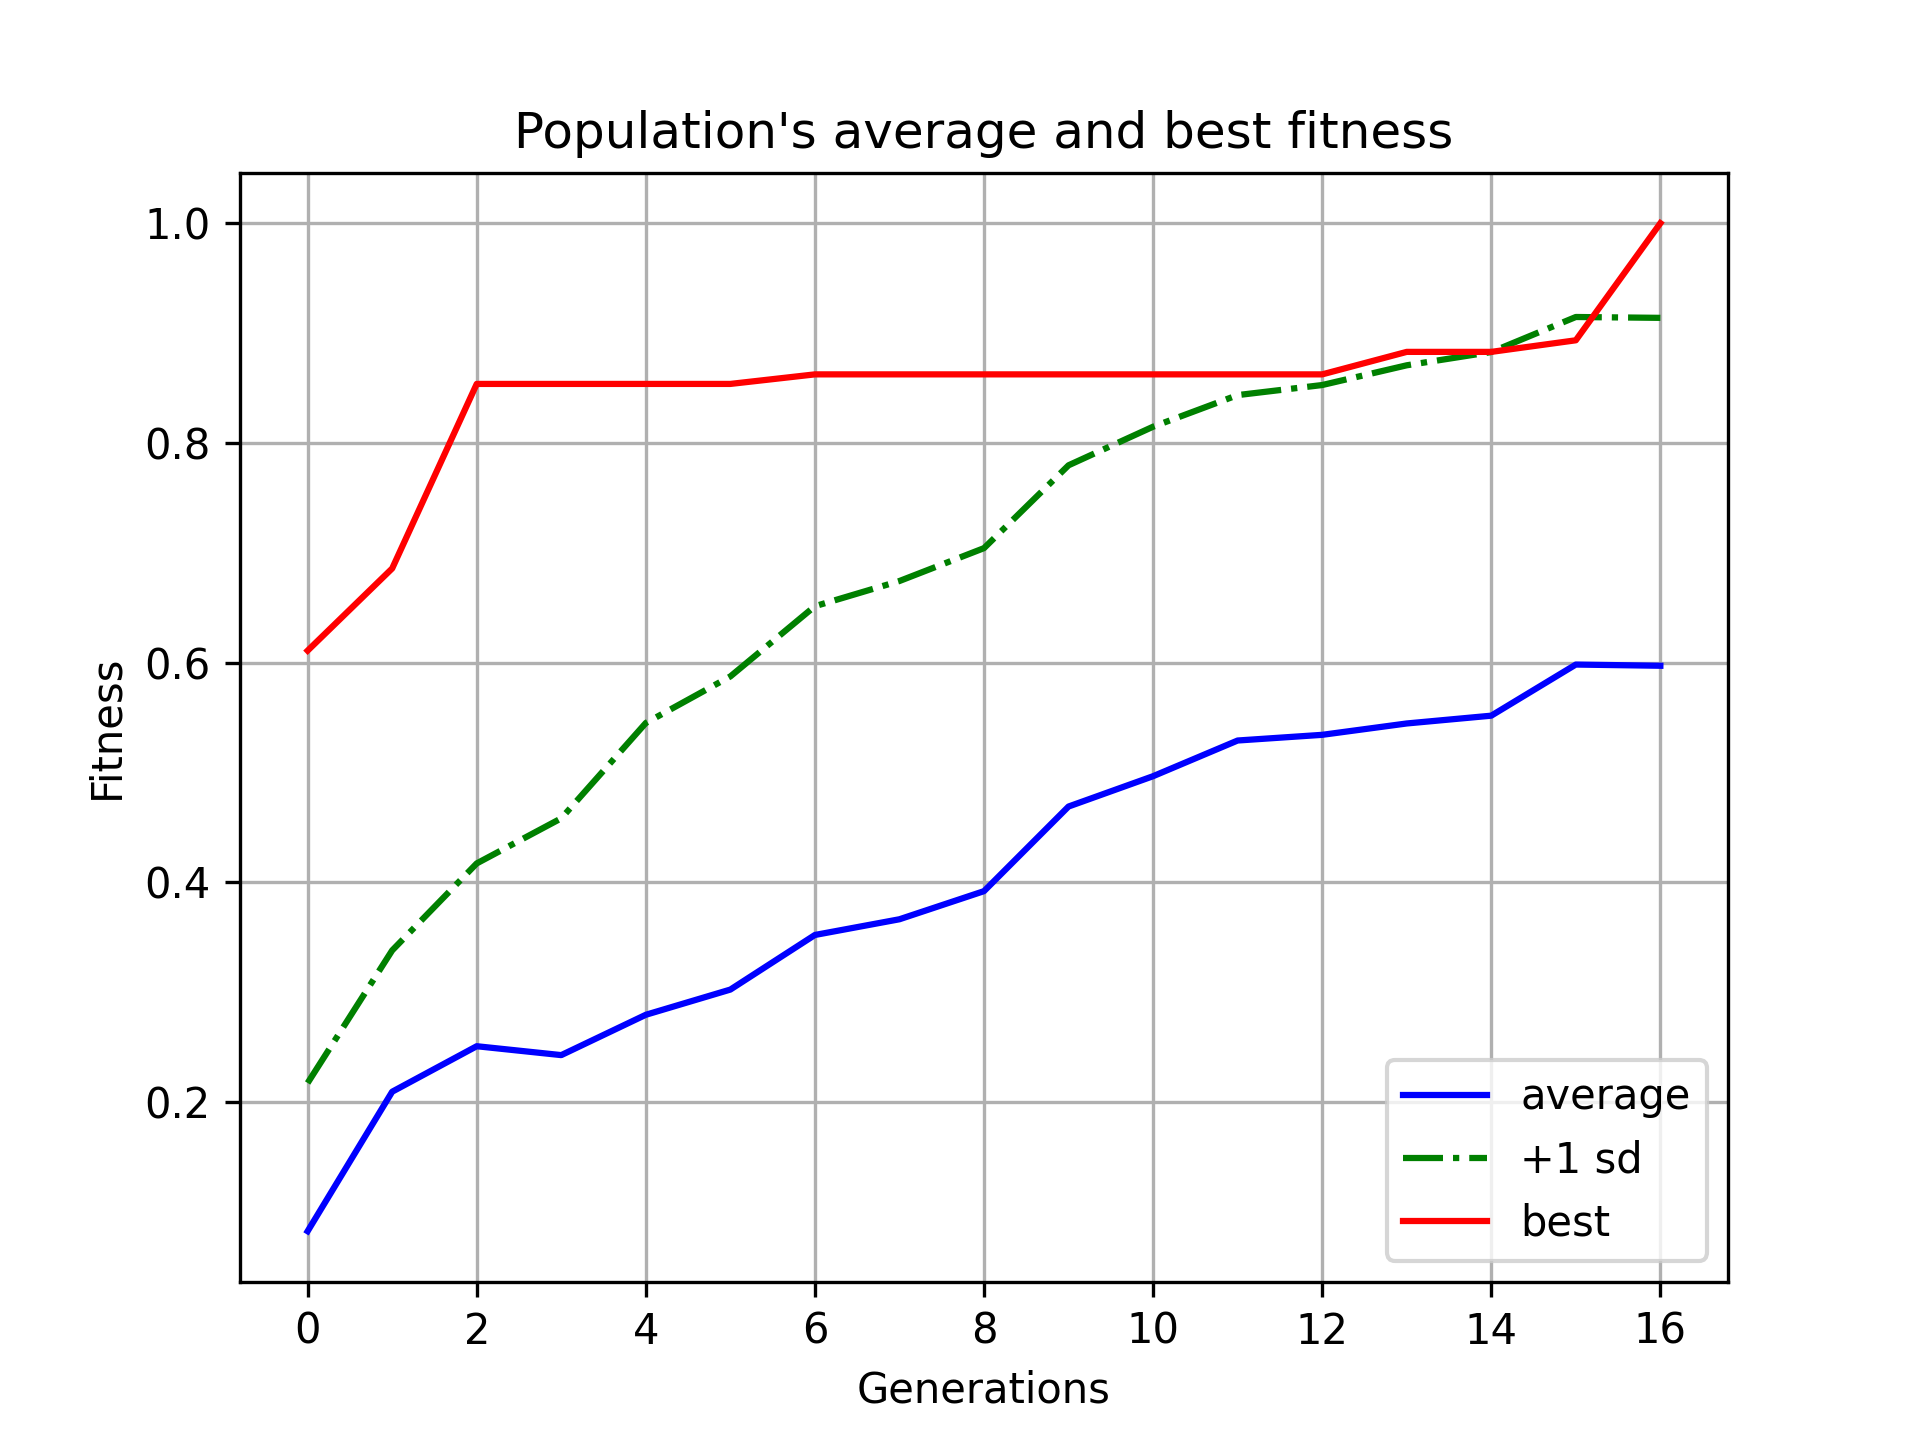 Population's average and best fitness
1.0
0.8
0.6
0.4
0.2
Fitness
average
+1 sd
best
0 2 4 6 8 10 12 14 16
Generations